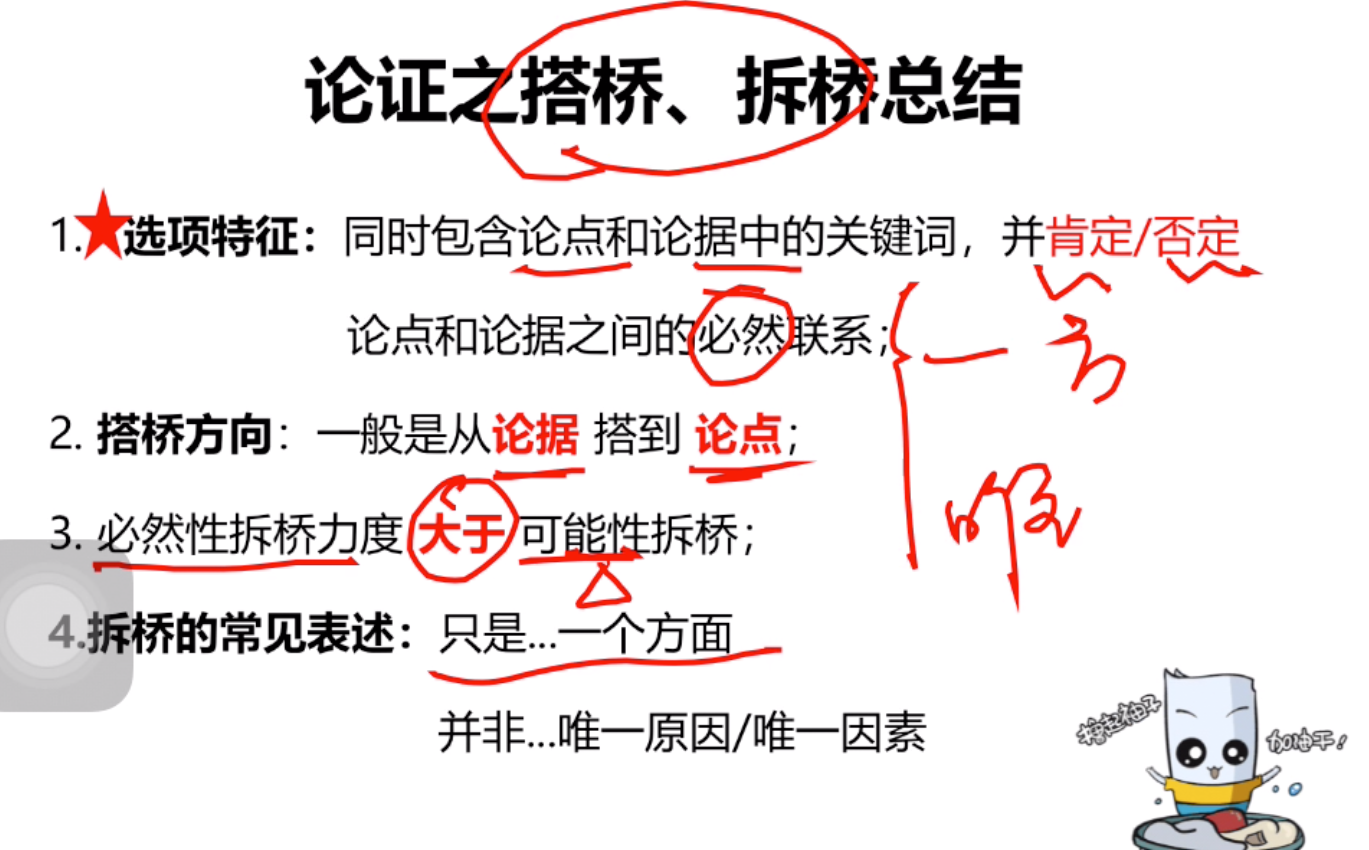 论证之搭桥、拆桥总结
1.★选项特征：同时包含论点和论据中的关键词，并肯定/否定
论点和论据之间的必然联系；
2. 搭桥方向：一般是从论据 搭到 论点；
3. 必然性拆桥力度 大于 可能性拆桥；
4.拆桥的常见表述：只是...一个方面
并非...唯一原因/唯一因素
撸起袖子
加油干！